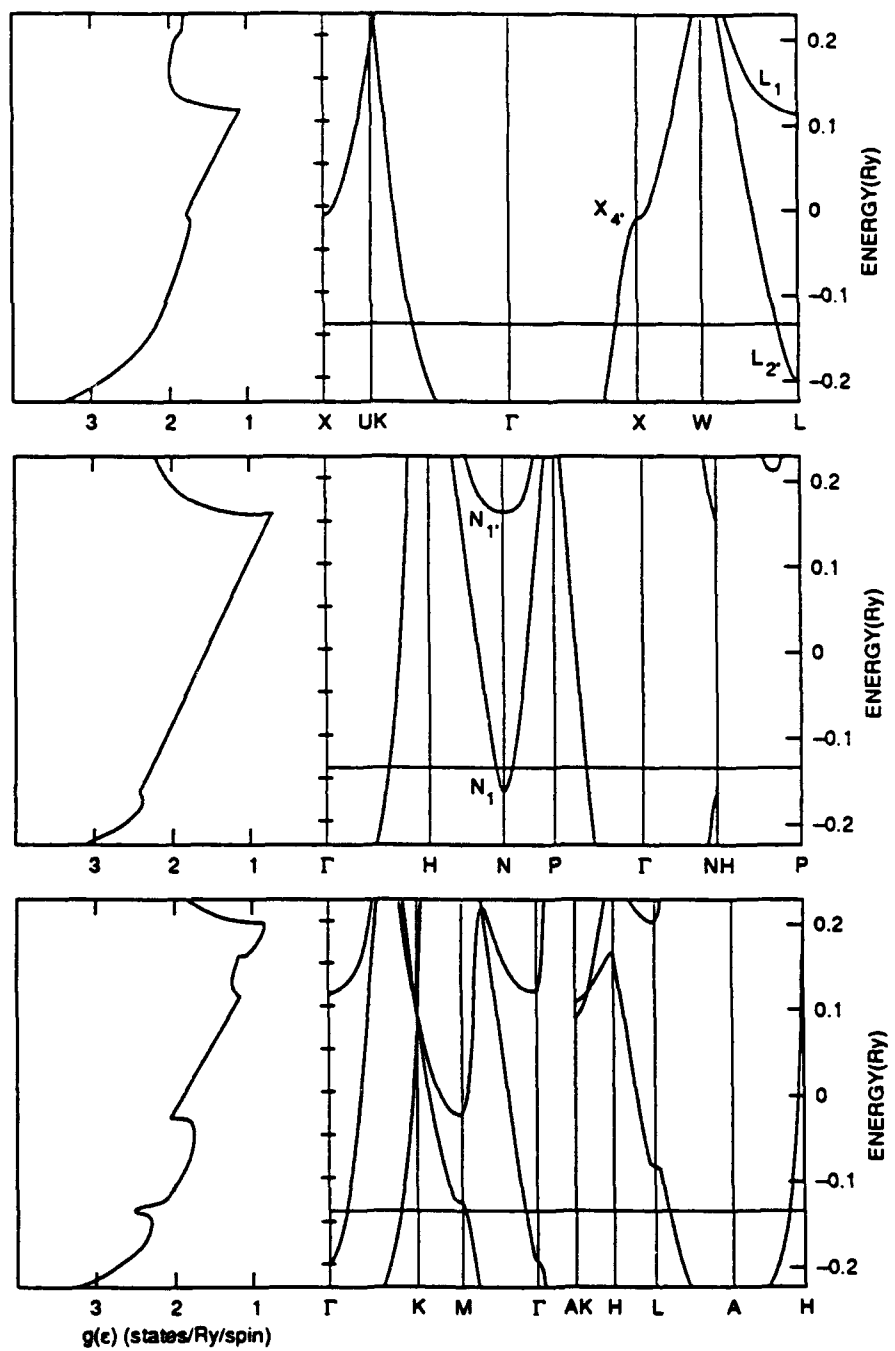 0.2
L1
0.1
X4' 0
ENERGY(Ry)
−0.1
L2'
−0.2
3 2 1 X UK Γ X W L
0.2
N1'
0.1
0
ENERGY(Ry)
−0.1
N1
−0.2
3 2 1 Γ H N P Γ NH P
0.2
0.1
0
ENERGY(Ry)
−0.1
−0.2
3 2 1 Γ K M Γ AK H L A H
g(ε) (states/Ry/spin)